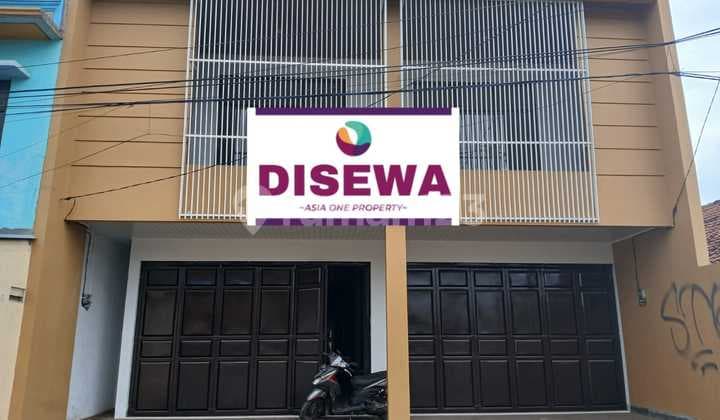 DISEWA
~ASIA ONE PROPERTY~